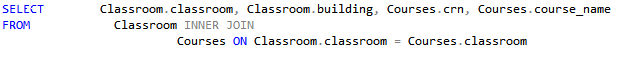 SELECT Classroom.classroom, Classroom.building, Courses.crn, Courses.course_name
FROM Classroom INNER JOIN
Courses ON Classroom.classroom = Courses.classroom